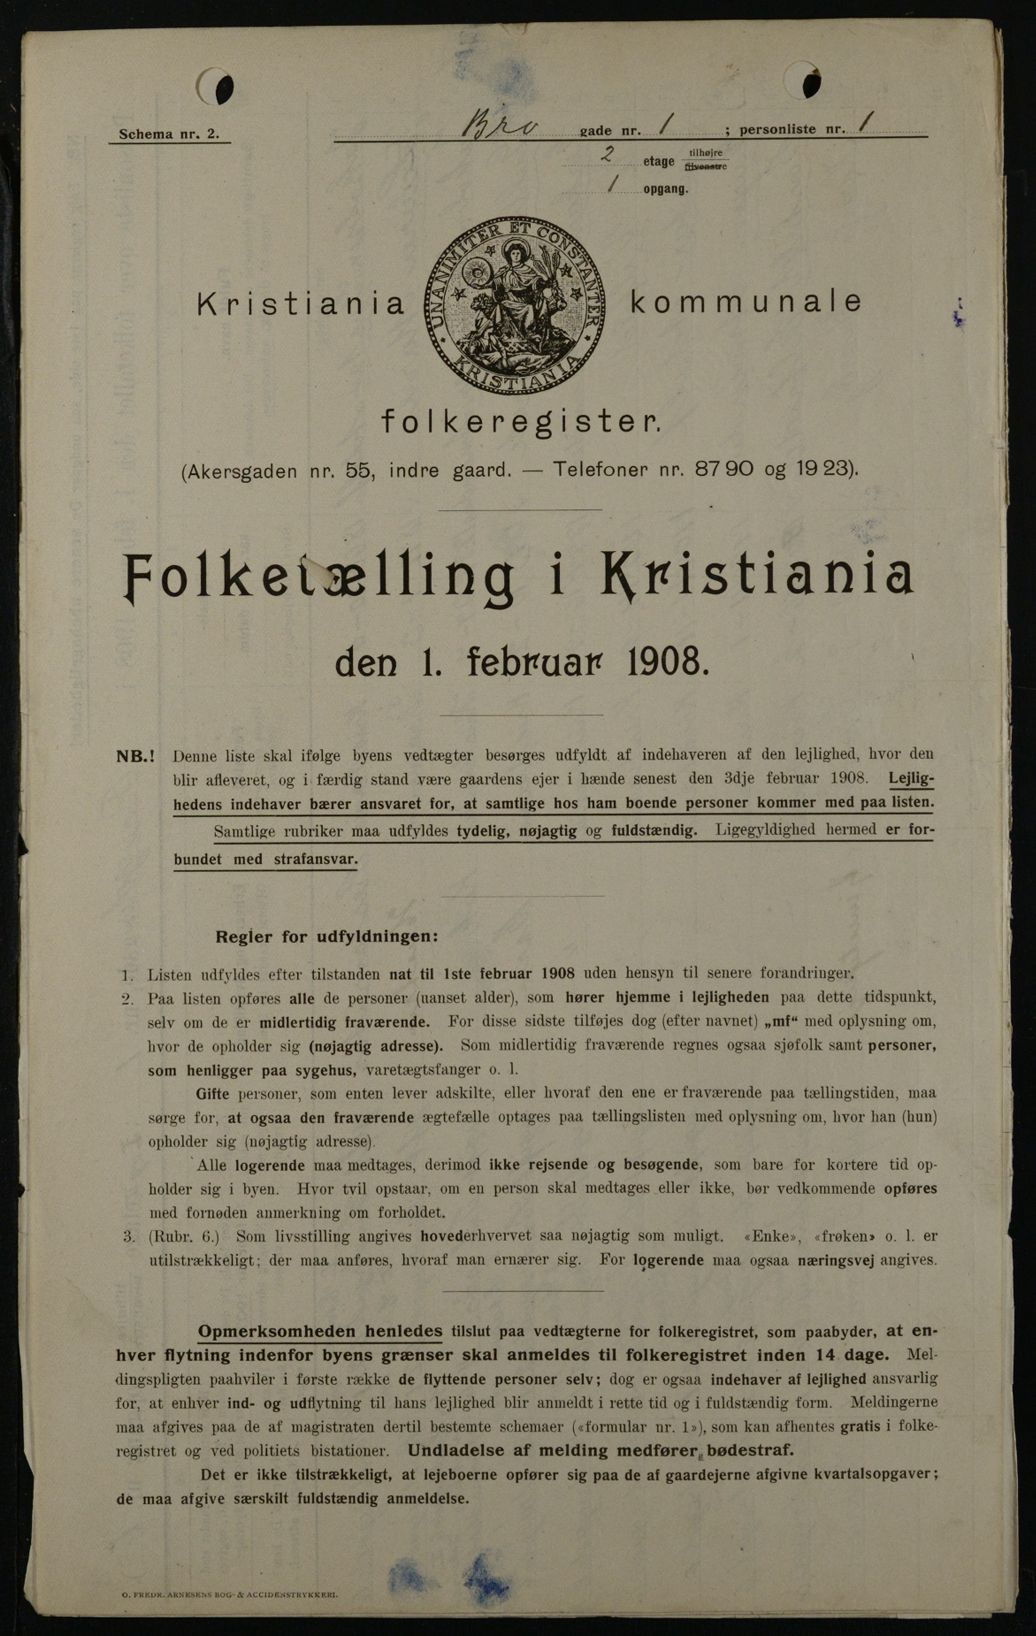 Schema nr. 2.
Bro gade nr. 1 ; personliste nr. 1
2 etage tilhøjre
tilvenstre
1 opgang.
UNANIMITER ET CONSTANTER
KRISTIANIA
Kristiania kommunale
folkeregister.
(Akersgaden nr. 55, indre gaard. — Telefoner nr. 8790 og 1923).
Folketælling i Kristiania
den 1. februar 1908.
NB.! Denne liste skal ifølge byens vedtægter besørges udfyldt af indehaveren af den lejlighed, hvor den
blir afleveret, og i færdig stand være gaardens ejer i hænde senest den 3dje februar 1908. Lejlig-
hedens indehaver bærer ansvaret for, at samtlige hos ham boende personer kommer med paa listen.
Samtlige rubriker maa udfyldes tydelig, nøjagtig og fuldstændig. Ligegyldighed hermed er for-
bundet med strafansvar.
Regler for udfyldningen:
1. Listen udfyldes efter tilstanden nat til 1ste februar 1908 uden hensyn til senere forandringer.
2. Paa listen opføres alle de personer (uanset alder), som hører hjemme i lejligheden paa dette tidspunkt,
selv om de er midlertidig fraværende. For disse sidste tilføjes dog (efter navnet) „mf“ med oplysning om,
hvor de opholder sig (nøjagtig adresse). Som midlertidig fraværende regnes ogsaa sjøfolk samt personer,
som henligger paa sygehus, varetægtsfanger o. l.
Gifte personer, som enten lever adskilte, eller hvoraf den ene er fraværende paa tællingstiden, maa
sørge for, at ogsaa den fraværende ægtefælle optages paa tællingslisten med oplysning om, hvor han (hun)
opholder sig (nøjagtig adresse).
Alle logerende maa medtages, derimod ikke rejsende og besøgende, som bare for kortere tid op-
holder sig i byen. Hvor tvil opstaar, om en person skal medtages eller ikke, bør vedkommende opføres
med fornøden anmerkning om forholdet.
3. (Rubr. 6.) Som livsstilling angives hovederhvervet saa nøjagtig som muligt. «Enke», «frøken» o. l. er
utilstrækkeligt; der maa anføres, hvoraf man ernærer sig. For logerende maa ogsaa næringsvej angives.
Opmerksomheden henledes tilslut paa vedtægterne for folkeregistret, som paabyder, at en-
hver flytning indenfor byens grænser skal anmeldes til folkeregistret inden 14 dage. Mel-
dingspligten paahviler i første række de flyttende personer selv; dog er ogsaa indehaver af lejlighed ansvarlig
for, at enhver ind- og udflytning til hans lejlighed blir anmeldt i rette tid og i fuldstændig form. Meldingerne
maa afgives paa de af magistraten dertil bestemte schemaer («formular nr. 1»), som kan afhentes gratis i folke-
registret og ved politiets bistationer. Undladelse af melding medfører bødestraf.
Det er ikke tilstrækkeligt, at lejeboerne opfører sig paa de af gaardejerne afgivne kvartalsopgaver;
de maa afgive særskilt fuldstændig anmeldelse.
O. FREDR. ARNESENS BOG- & ACCIDENSTRYKKERI.